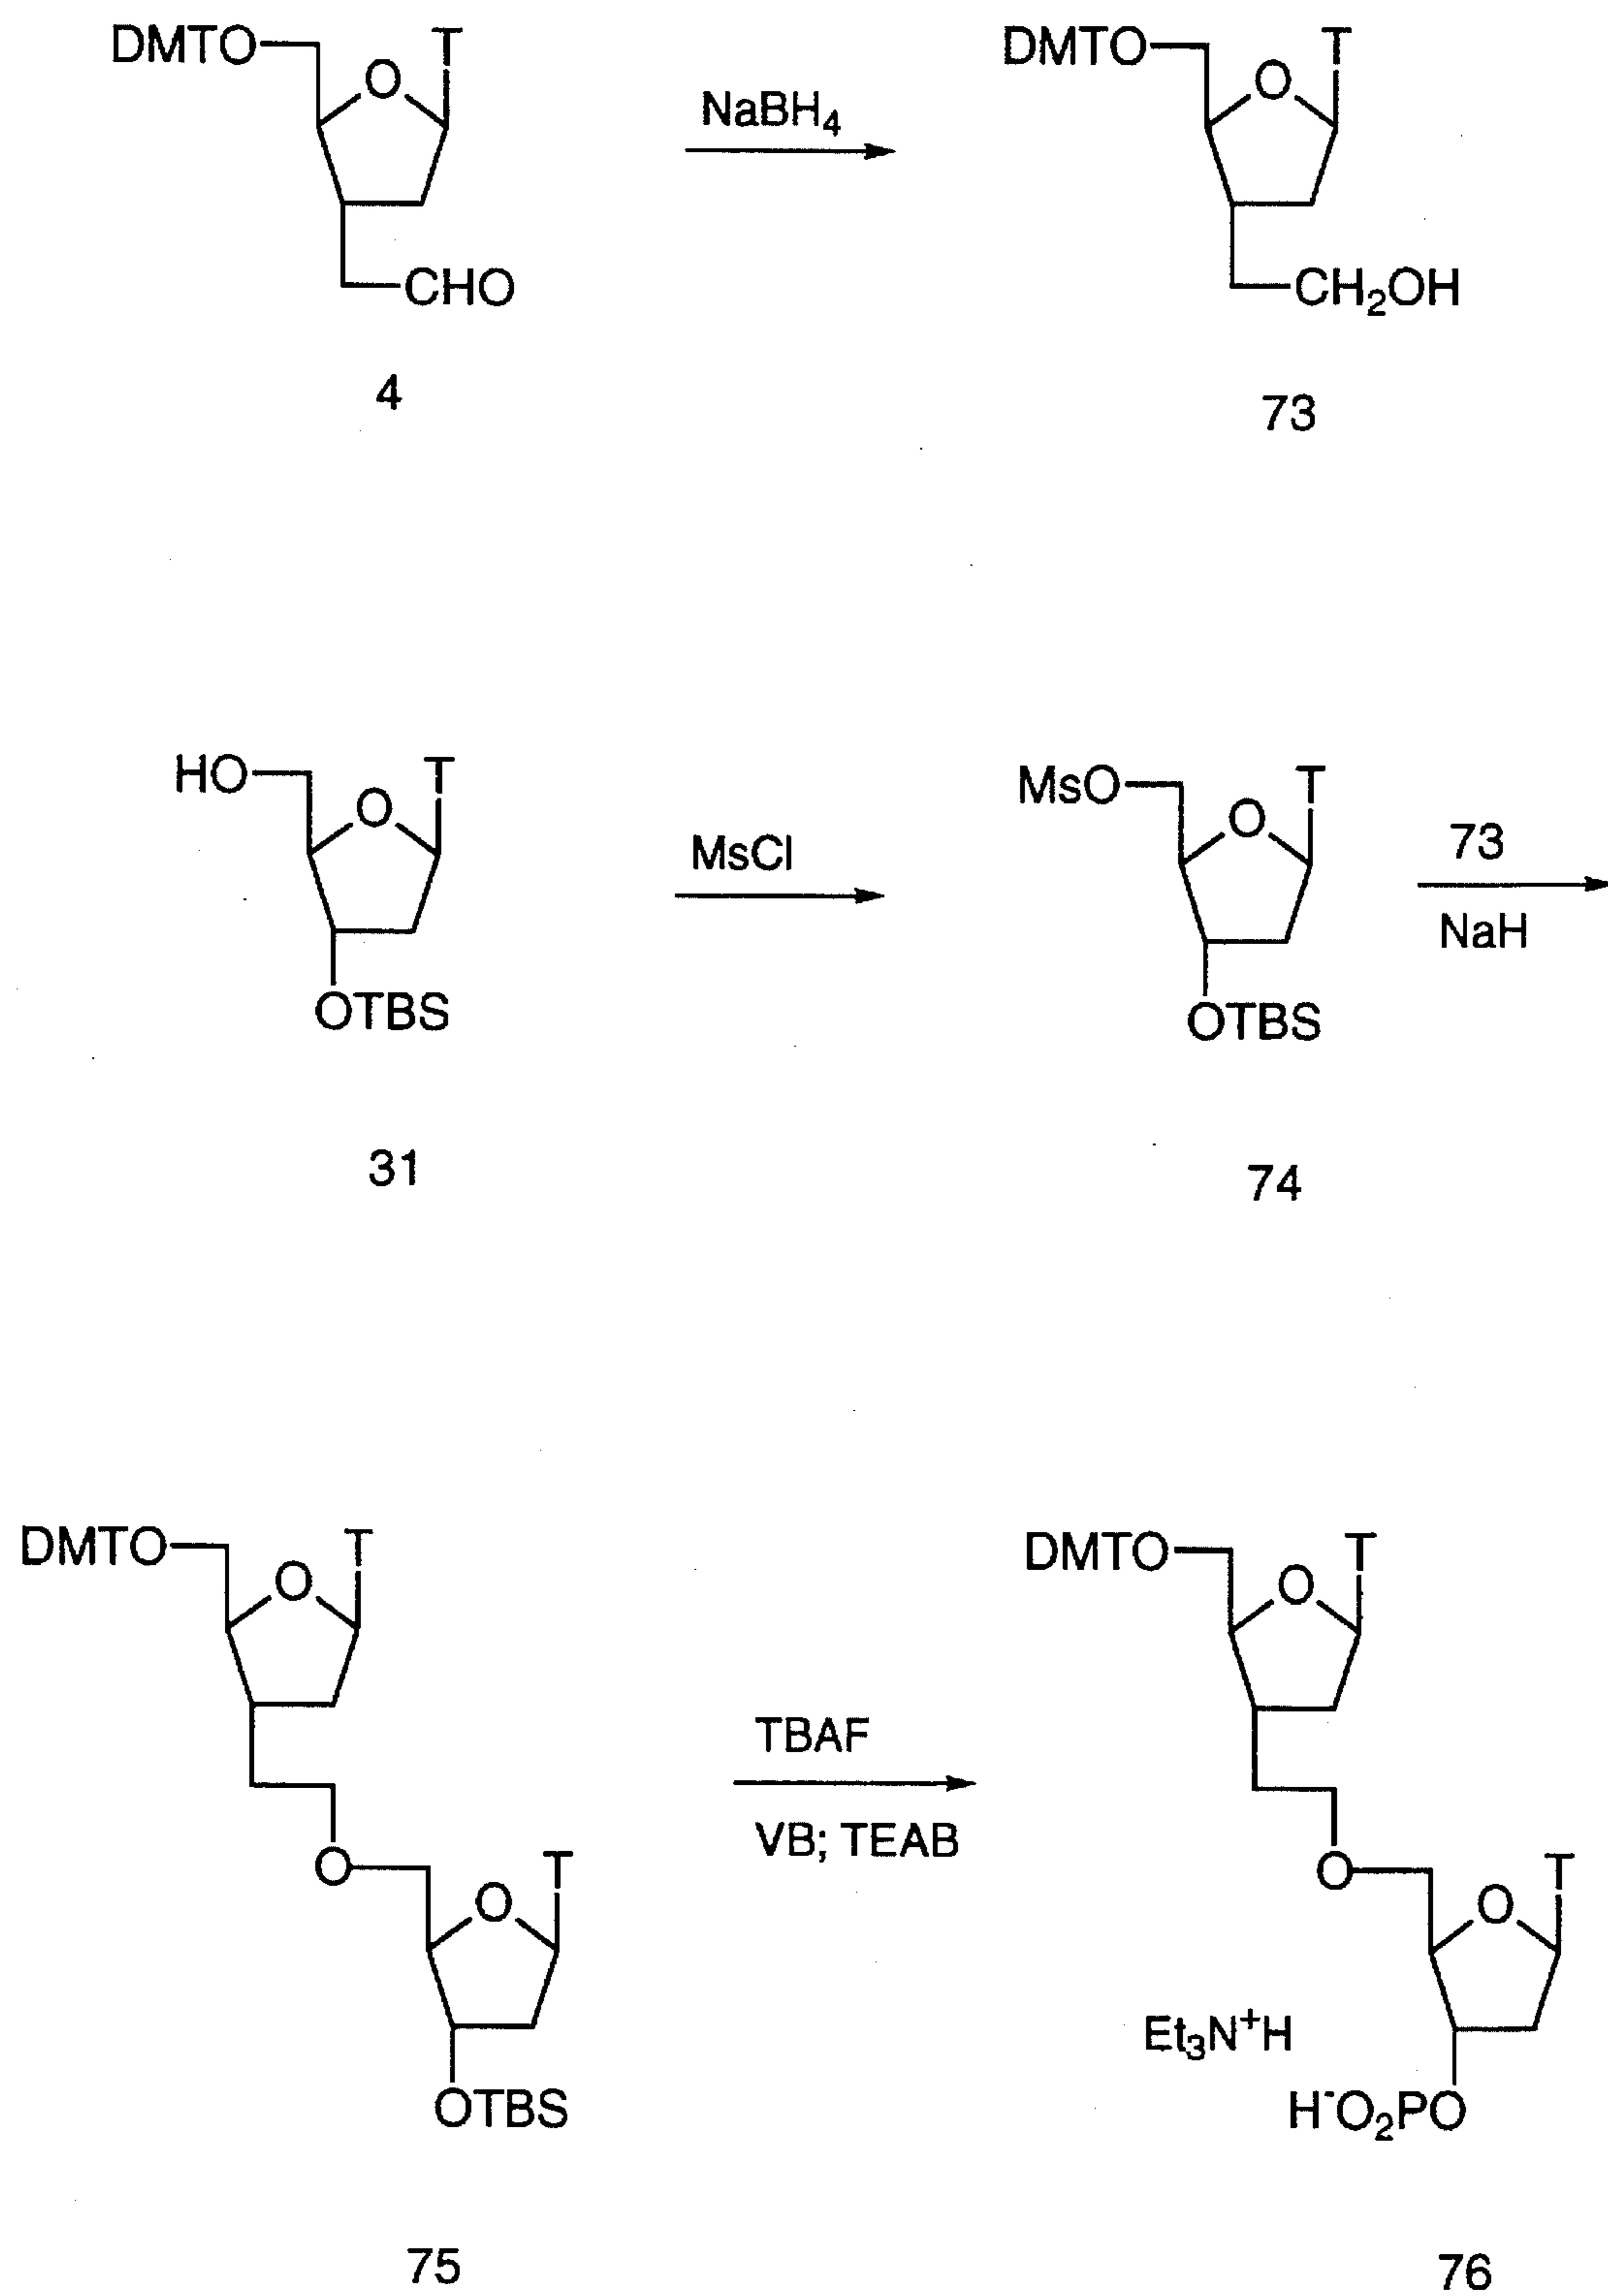 DMTO T DMTO T
O O
NaBH4
CHO CH2OH
4 73
HO T MsO T
O O
MsCl 73
NaH
OTBS OTBS
31 74
DMTO T DMTO T
O O
TBAF
VB; TEAB
O T O T
O O
Et3N+H
OTBS H-O2PO
75 76